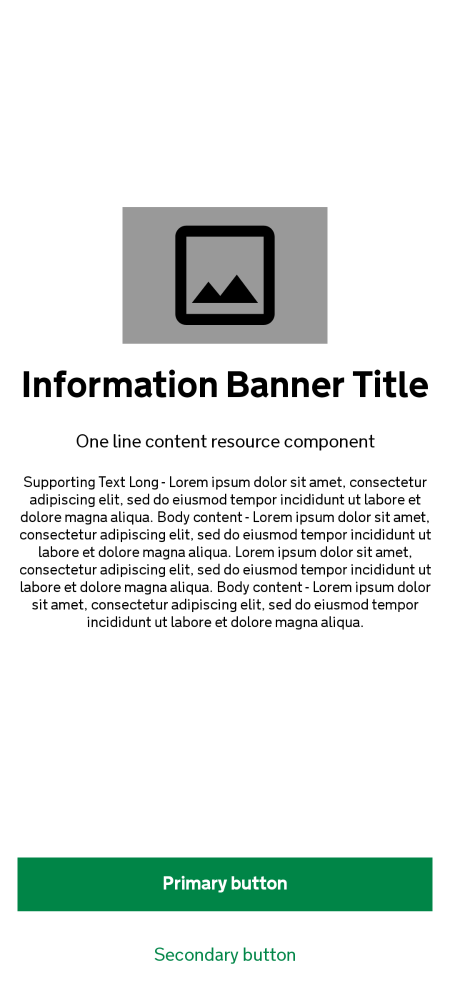 Information Banner Title
One line content resource component
Supporting Text Long - Lorem ipsum dolor sit amet, consectetur
adipiscing elit, sed do eiusmod tempor incididunt ut labore et
dolore magna aliqua. Body content - Lorem ipsum dolor sit amet,
consectetur adipiscing elit, sed do eiusmod tempor incididunt ut
labore et dolore magna aliqua. Lorem ipsum dolor sit amet,
consectetur adipiscing elit, sed do eiusmod tempor incididunt ut
labore et dolore magna aliqua. Body content - Lorem ipsum dolor
sit amet, consectetur adipiscing elit, sed do eiusmod tempor
incididunt ut labore et dolore magna aliqua.
Primary button
Secondary button